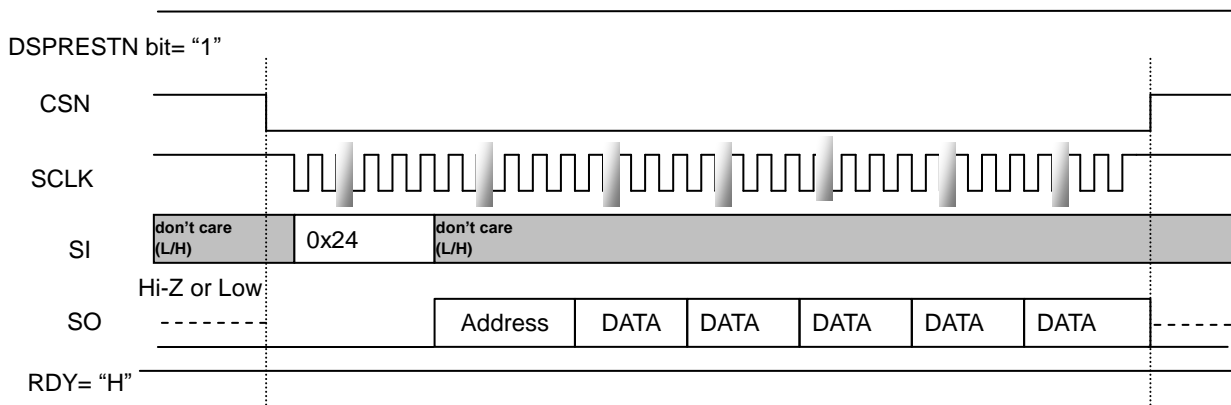 DSPRESTN bit= “1”
CSN
SCLK
SI
don’t care
(L/H)
0x24
don’t care
(L/H)
Hi-Z or Low
SO
Address
DATA
DATA
DATA
DATA
DATA
RDY= “H”